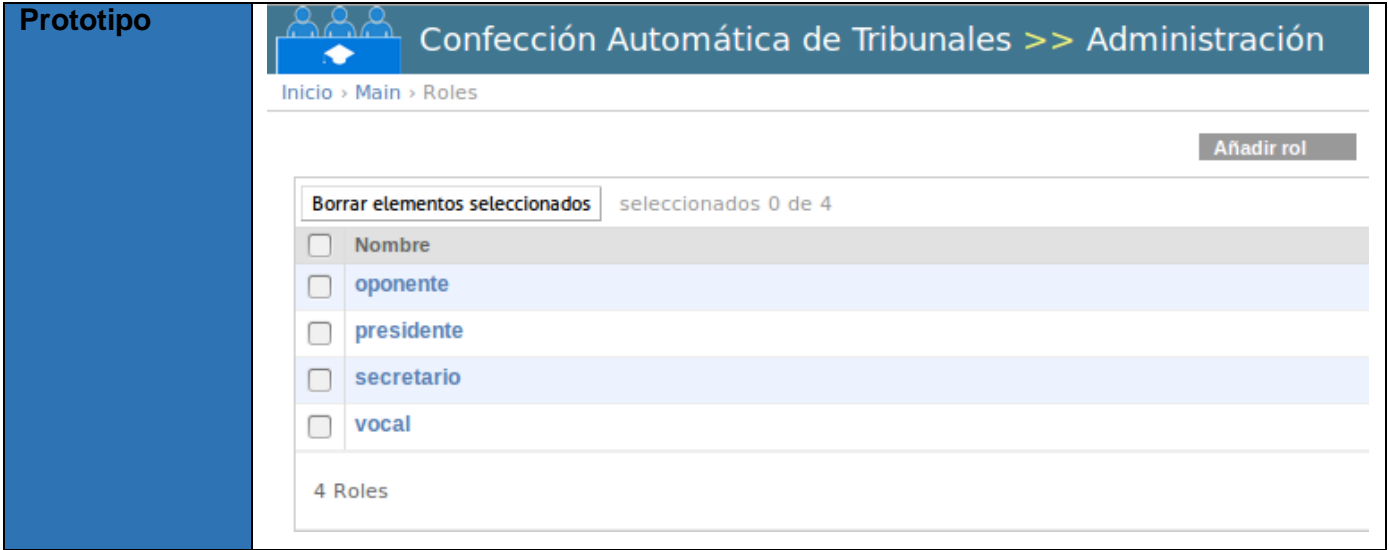 Prototipo
Confección Automática de Tribunales >> Administración
Inicio › Main › Roles
Añadir rol
Borrar elementos seleccionados seleccionados 0 de 4
Nombre
oponente
presidente
secretario
vocal
4 Roles